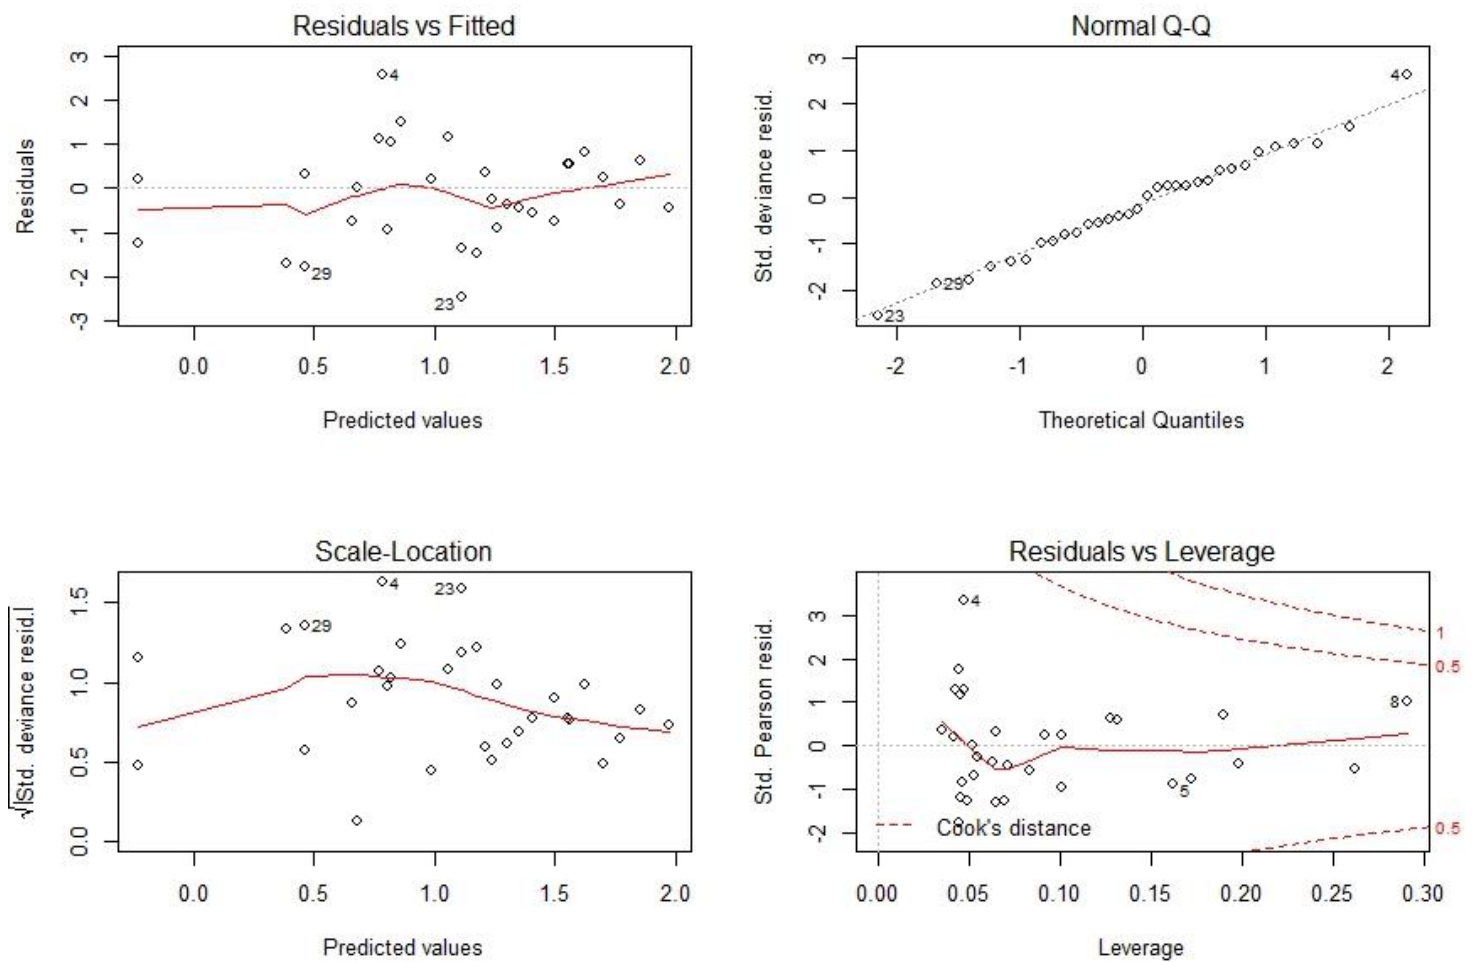 Residuals vs Fitted
Residuals
3
2
1
0
-1
-2
-3
4
29
23
0.0 0.5 1.0 1.5 2.0
Predicted values
Normal Q-Q
Std. deviance resid.
3
2
1
0
-1
-2
4
29
23
-2 -1 0 1 2
Theoretical Quantiles
Scale-Location
√|Std. deviance resid.|
1.5
1.0
0.5
0.0
4
23
29
0.0 0.5 1.0 1.5 2.0
Predicted values
Residuals vs Leverage
Std. Pearson resid.
3
2
1
0
-1
-2
4
8
5
1
0.5
0.5
Cook's distance
0.00 0.05 0.10 0.15 0.20 0.25 0.30
Leverage